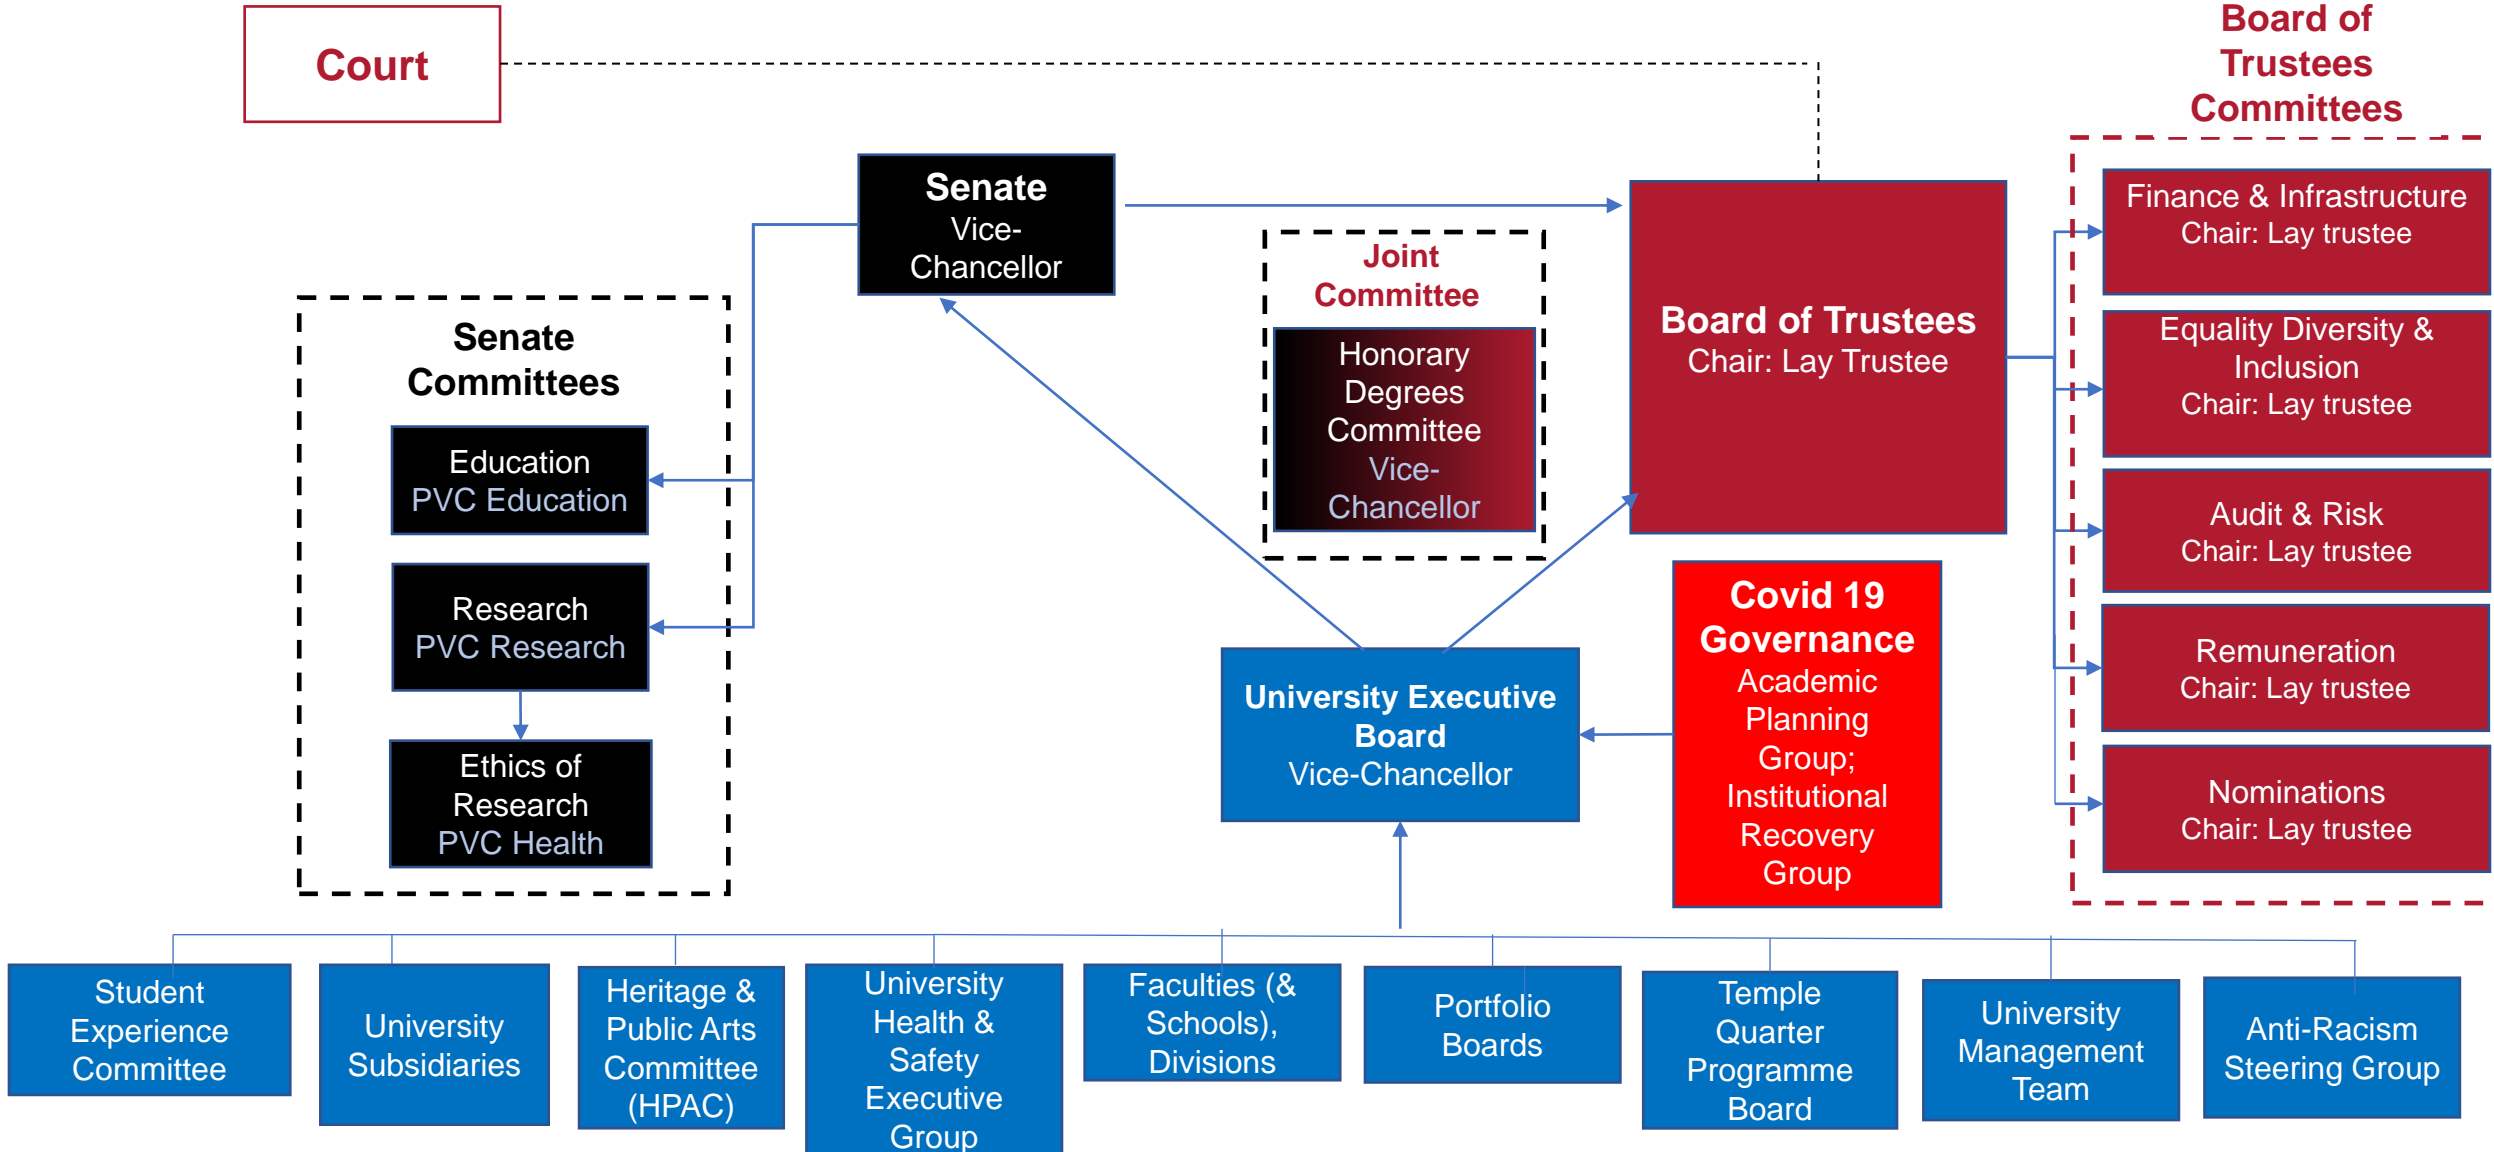 Court
Board of
Trustees
Committees
Senate
Vice-
Chancellor
Joint
Committee
Honorary
Degrees
Committee
Vice-
Chancellor
Board of Trustees
Chair: Lay Trustee
Finance & Infrastructure
Chair: Lay trustee
Equality Diversity &
Inclusion
Chair: Lay trustee
Audit & Risk
Chair: Lay trustee
Remuneration
Chair: Lay trustee
Nominations
Chair: Lay trustee
Senate
Committees
Education
PVC Education
Research
PVC Research
Ethics of
Research
PVC Health
University Executive
Board
Vice-Chancellor
Covid 19
Governance
Academic
Planning
Group;
Institutional
Recovery
Group
Student
Experience
Committee
University
Subsidiaries
Heritage &
Public Arts
Committee
(HPAC)
University
Health &
Safety
Executive
Group
Faculties (&
Schools),
Divisions
Portfolio
Boards
Temple
Quarter
Programme
Board
University
Management
Team
Anti-Racism
Steering Group